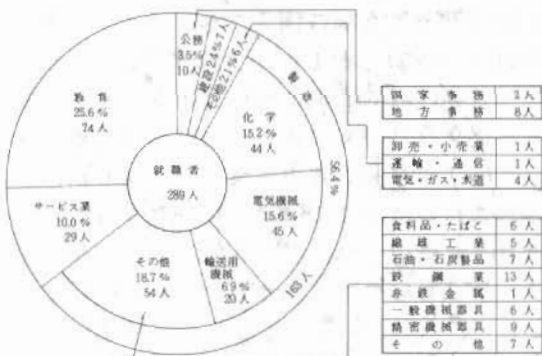 公務
3.5%
10人
建設2.4%7人
その他2.1%6人
製造
56.4%
163人
教育
25.6%
74人
化学
15.2%
44人
就職者
289人
電気機械
15.6%
45人
サービス業
10.0%
29人
その他
18.7%
54人
輸送用
機械
6.9%
20人
国家事務 2人
地方事務 8人
卸売・小売業 1人
運輸・通信 1人
電気・ガス・水道 4人
食料品・たばこ 6人
繊維工業 5人
石油・石炭製品 7人
鉄鋼業 13人
非鉄金属 1人
一般機械器具 6人
精密機械器具 9人
その他 7人